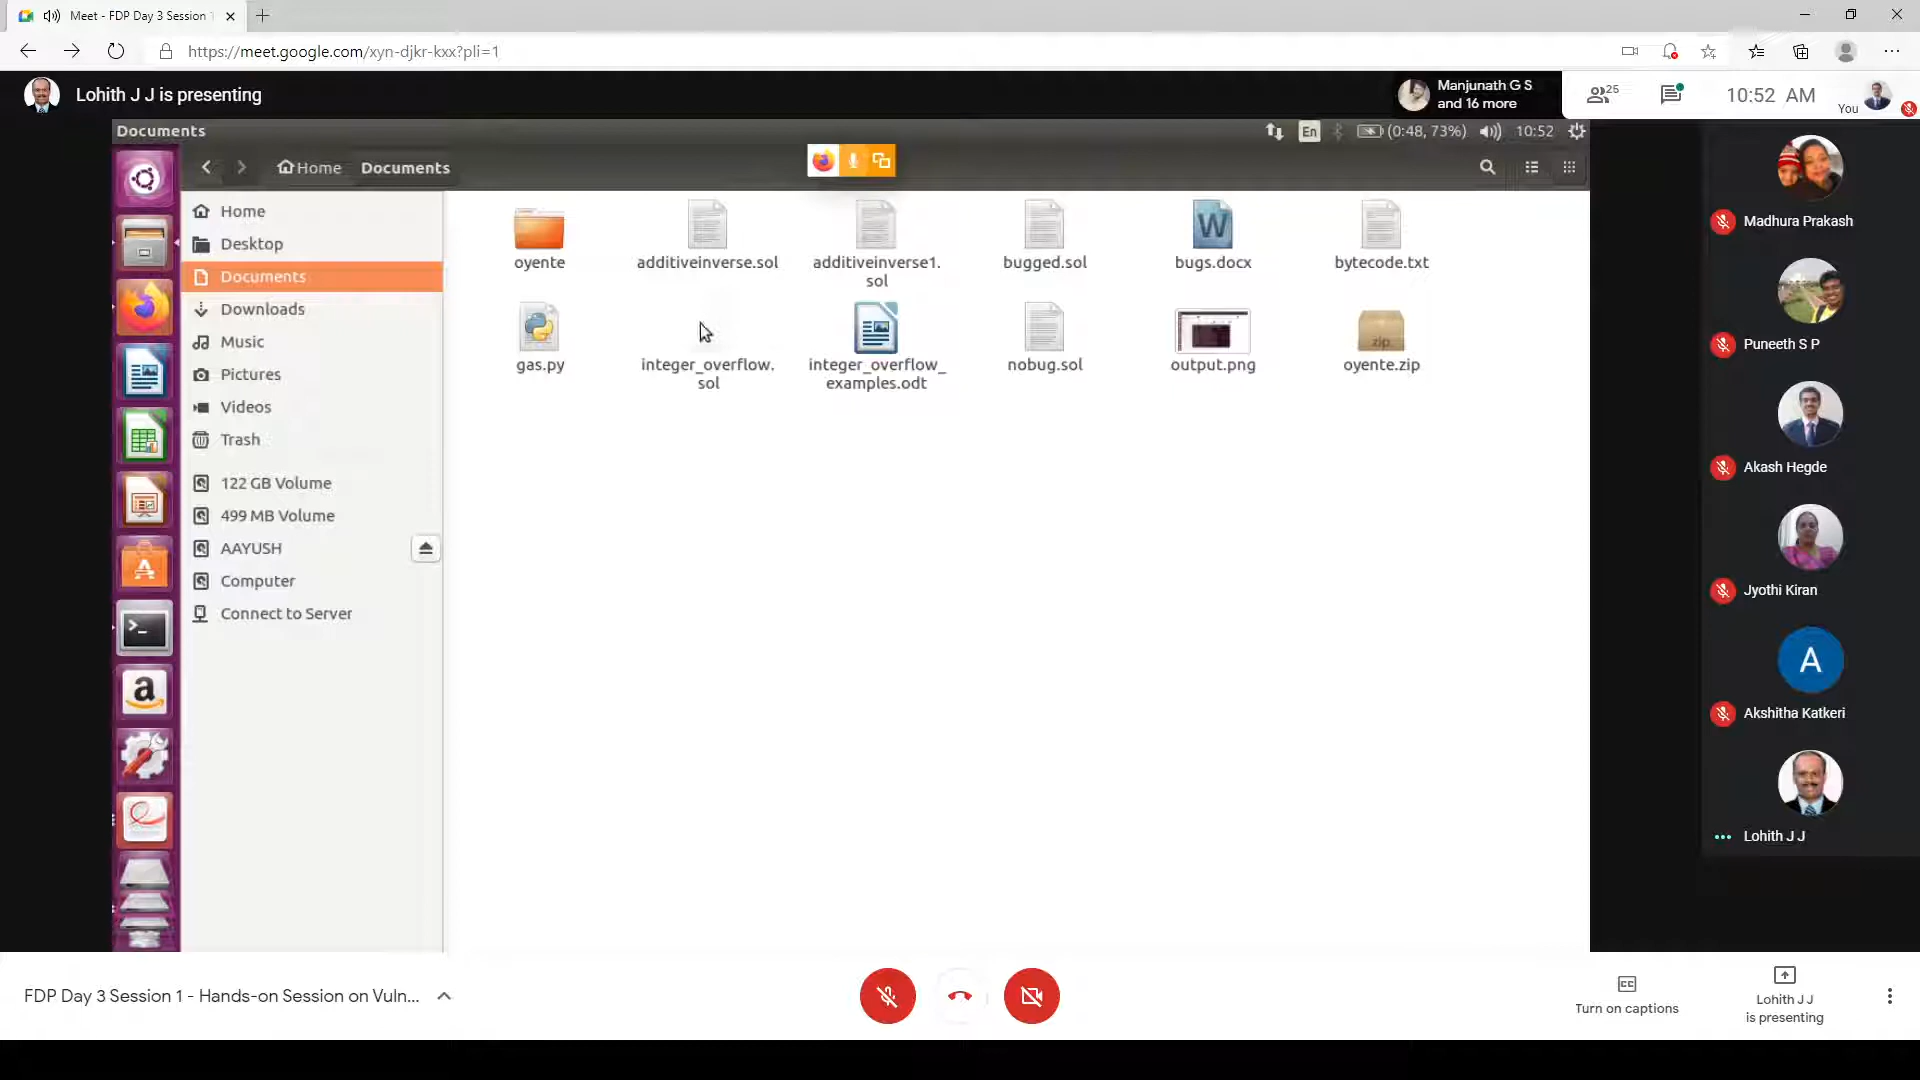 Meet - FDP Day 3 Session 1
https://meet.google.com/xyn-djkr-kxx?pli=1
Lohith J J is presenting
Manjunath G S
and 16 more
25
10:52 AM
You
Documents
En
(0:48, 73%)
10:52
Home
Documents
Home
Desktop
Documents
Downloads
Music
Pictures
Videos
Trash
122 GB Volume
499 MB Volume
AAYUSH
Computer
Connect to Server
oyente
additiveinverse.sol
additiveinverse1.
sol
bugged.sol
bugs.docx
bytecode.txt
gas.py
integer_overflow.
sol
integer_overflow_
examples.odt
nobug.sol
output.png
zip
oyente.zip
Madhura Prakash
Puneeth S P
Akash Hegde
Jyothi Kiran
A
Akshitha Katkeri
Lohith J J
FDP Day 3 Session 1 - Hands-on Session on Vuln...
Turn on captions
Lohith J J
is presenting